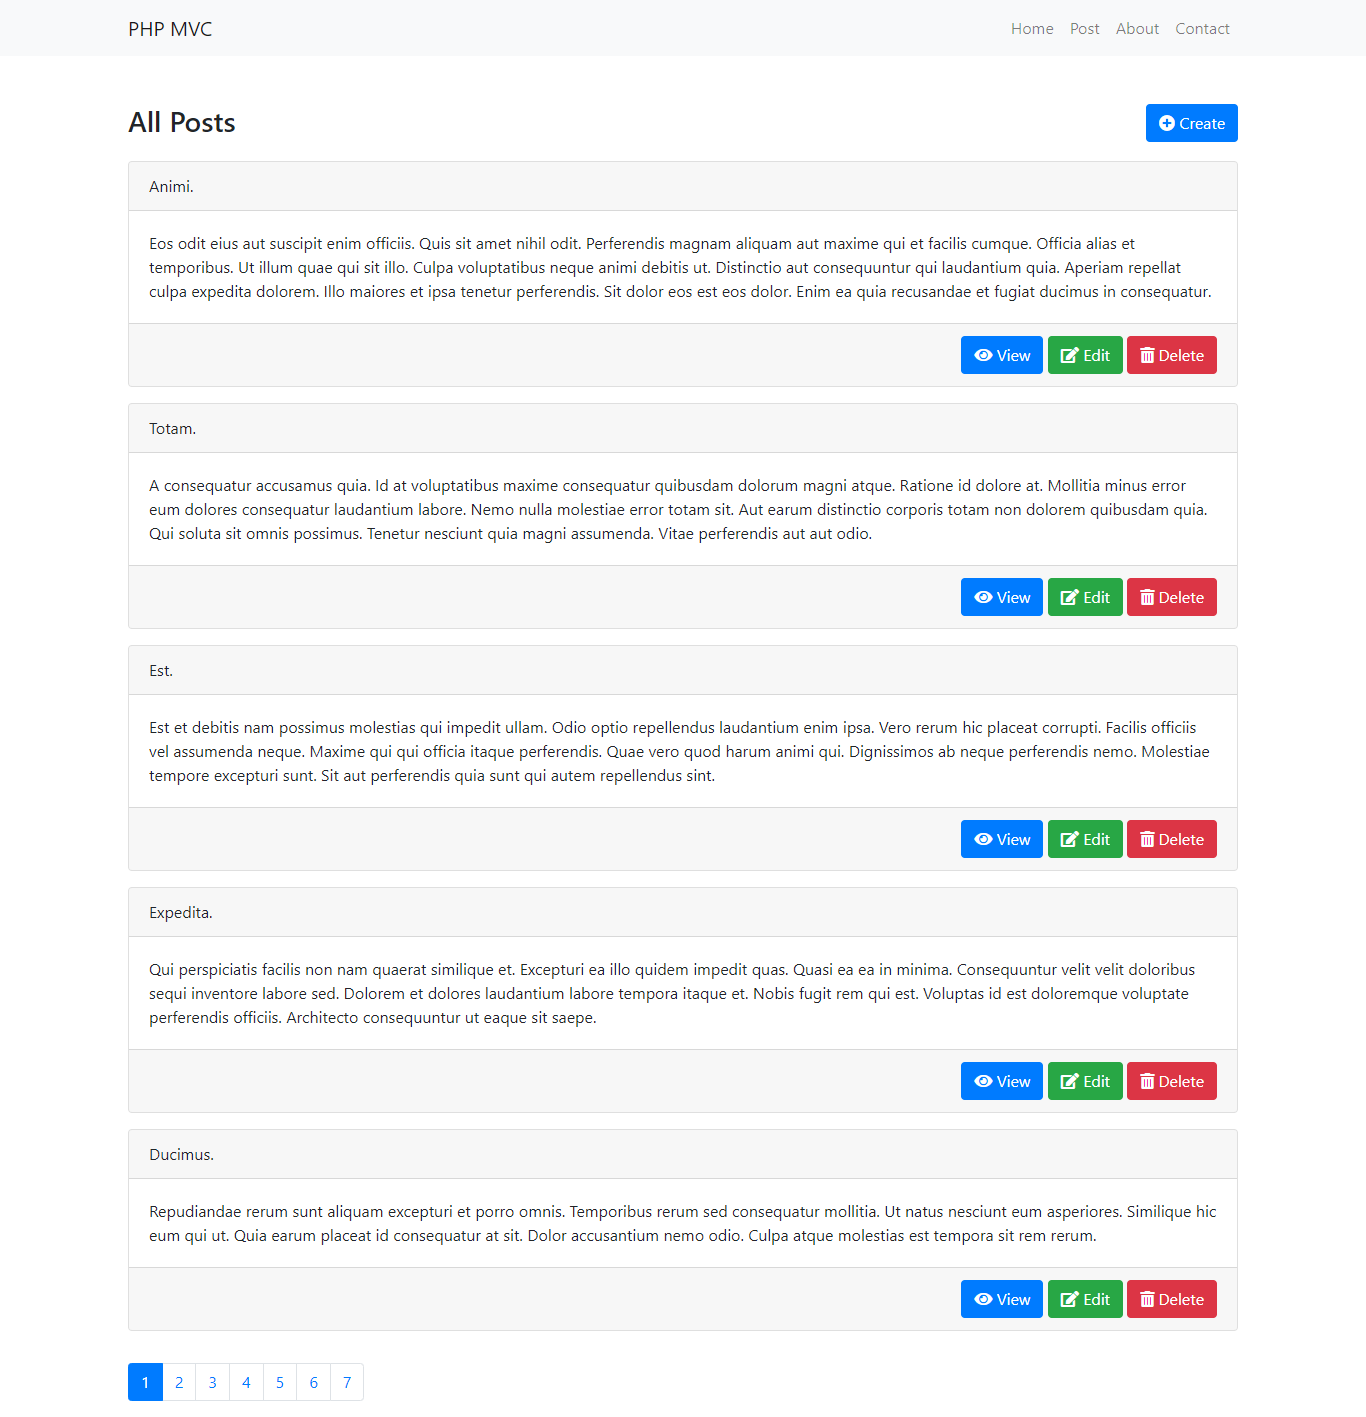 PHP MVC
Home Post About Contact
All Posts
Create
Animi.
Eos odit eius aut suscipit enim officiis. Quis sit amet nihil odit. Perferendis magnam aliquam aut maxime qui et facilis cumque. Officia alias et
temporibus. Ut illum quae qui sit illo. Culpa voluptatibus neque animi debitis ut. Distinctio aut consequuntur qui laudantium quia. Aperiam repellat
culpa expedita dolorem. Illo maiores et ipsa tenetur perferendis. Sit dolor eos est eos dolor. Enim ea quia recusandae et fugiat ducimus in consequatur.
View Edit Delete
Totam.
A consequatur accusamus quia. Id at voluptatibus maxime consequatur quibusdam dolorum magni atque. Ratione id dolore at. Mollitia minus error
eum dolores consequatur laudantium labore. Nemo nulla molestiae error totam sit. Aut earum distinctio corporis totam non dolorem quibusdam quia.
Qui soluta sit omnis possimus. Tenetur nesciunt quia magni assumenda. Vitae perferendis aut aut odio.
View Edit Delete
Est.
Est et debitis nam possimus molestias qui impedit ullam. Odio optio repellendus laudantium enim ipsa. Vero rerum hic placeat corrupti. Facilis officiis
vel assumenda neque. Maxime qui qui officia itaque perferendis. Quae vero quod harum animi qui. Dignissimos ab neque perferendis nemo. Molestiae
tempore excepturi sunt. Sit aut perferendis quia sunt qui autem repellendus sint.
View Edit Delete
Expedita.
Qui perspiciatis facilis non nam quaerat similique et. Excepturi ea illo quidem impedit quas. Quasi ea ea in minima. Consequuntur velit velit doloribus
sequi inventore labore sed. Dolorem et dolores laudantium labore tempora itaque et. Nobis fugit rem qui est. Voluptas id est doloremque voluptate
perferendis officiis. Architecto consequuntur ut eaque sit saepe.
View Edit Delete
Ducimus.
Repudiandae rerum sunt aliquam excepturi et porro omnis. Temporibus rerum sed consequatur mollitia. Ut natus nesciunt eum asperiores. Similique hic
eum qui ut. Quia earum placeat id consequatur at sit. Dolor accusantium nemo odio. Culpa atque molestias est tempora sit rem rerum.
View Edit Delete
1 2 3 4 5 6 7